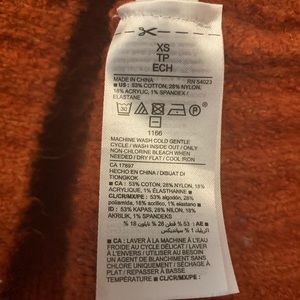 XS
TP
ECH
MADE IN CHINA RN 54023
■ US : 53% COTTON, 28% NYLON,
18% ACRYLIC, 1% SPANDEX /
ELASTANE
30
1166
MACHINE WASH COLD GENTLE
CYCLE / WASH INSIDE OUT / ONLY
NON-CHLORINE BLEACH WHEN
NEEDED / DRY FLAT / COOL IRON
CA 17897
HECHO EN CHINA / DIBUAT DI
TIONGKOK
■ CA : 53% COTON, 28% NYLON, 18%
ACRYLIQUE, 1% ÉLASTHANNE ■
CL/CR/MX/PE : 53% algodón, 28%
poliamida, 18% acrílico, 1% elastano ■
ID : 53% KAPAS, 28% NILON, 18%
AKRILIK, 1% SPANDEKS
■ CA : LAVER À LA MACHINE À L'EAU
FROIDE AU CYCLE DÉLICAT / LAVER
À L'ENVERS / SÉCHAGE À
PLAT / REPASSER À BASSE
TEMPÉRATURE / AU BESOIN UTILISER
UN AGENT DE BLANCHIMENT
SANS CHLORE
■ CL/CR/MX/PE :